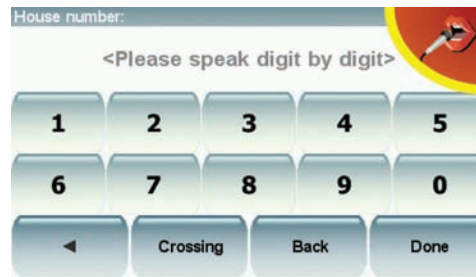 House number:
<Please speak digit by digit>
1 2 3 4 5
6 7 8 9 0
◄ Crossing Back Done